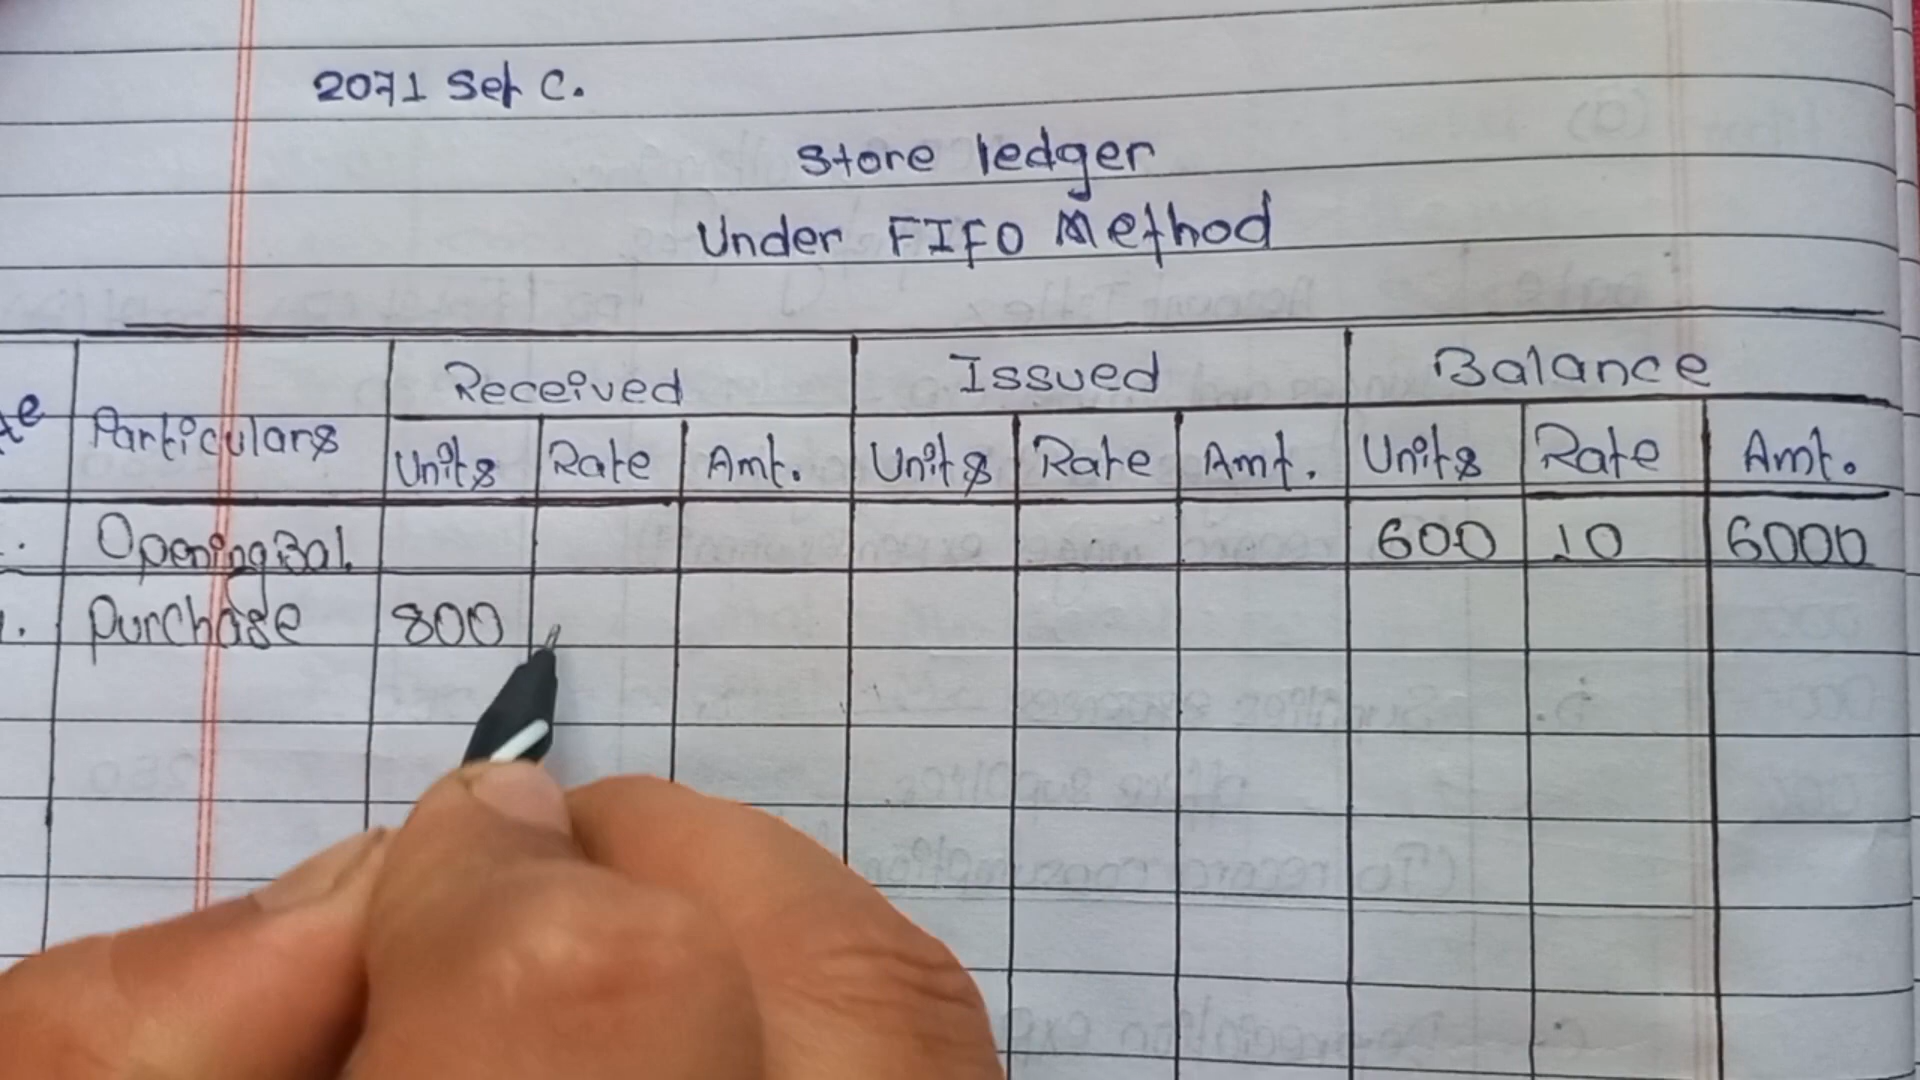 2071 Set C.
Store ledger
Under FIFO Method
Particulars Received Issued Balance
Units Rate Amt. Units Rate Amt. Units Rate Amt.
Opening Bal. 600 10 6000
Purchase 800